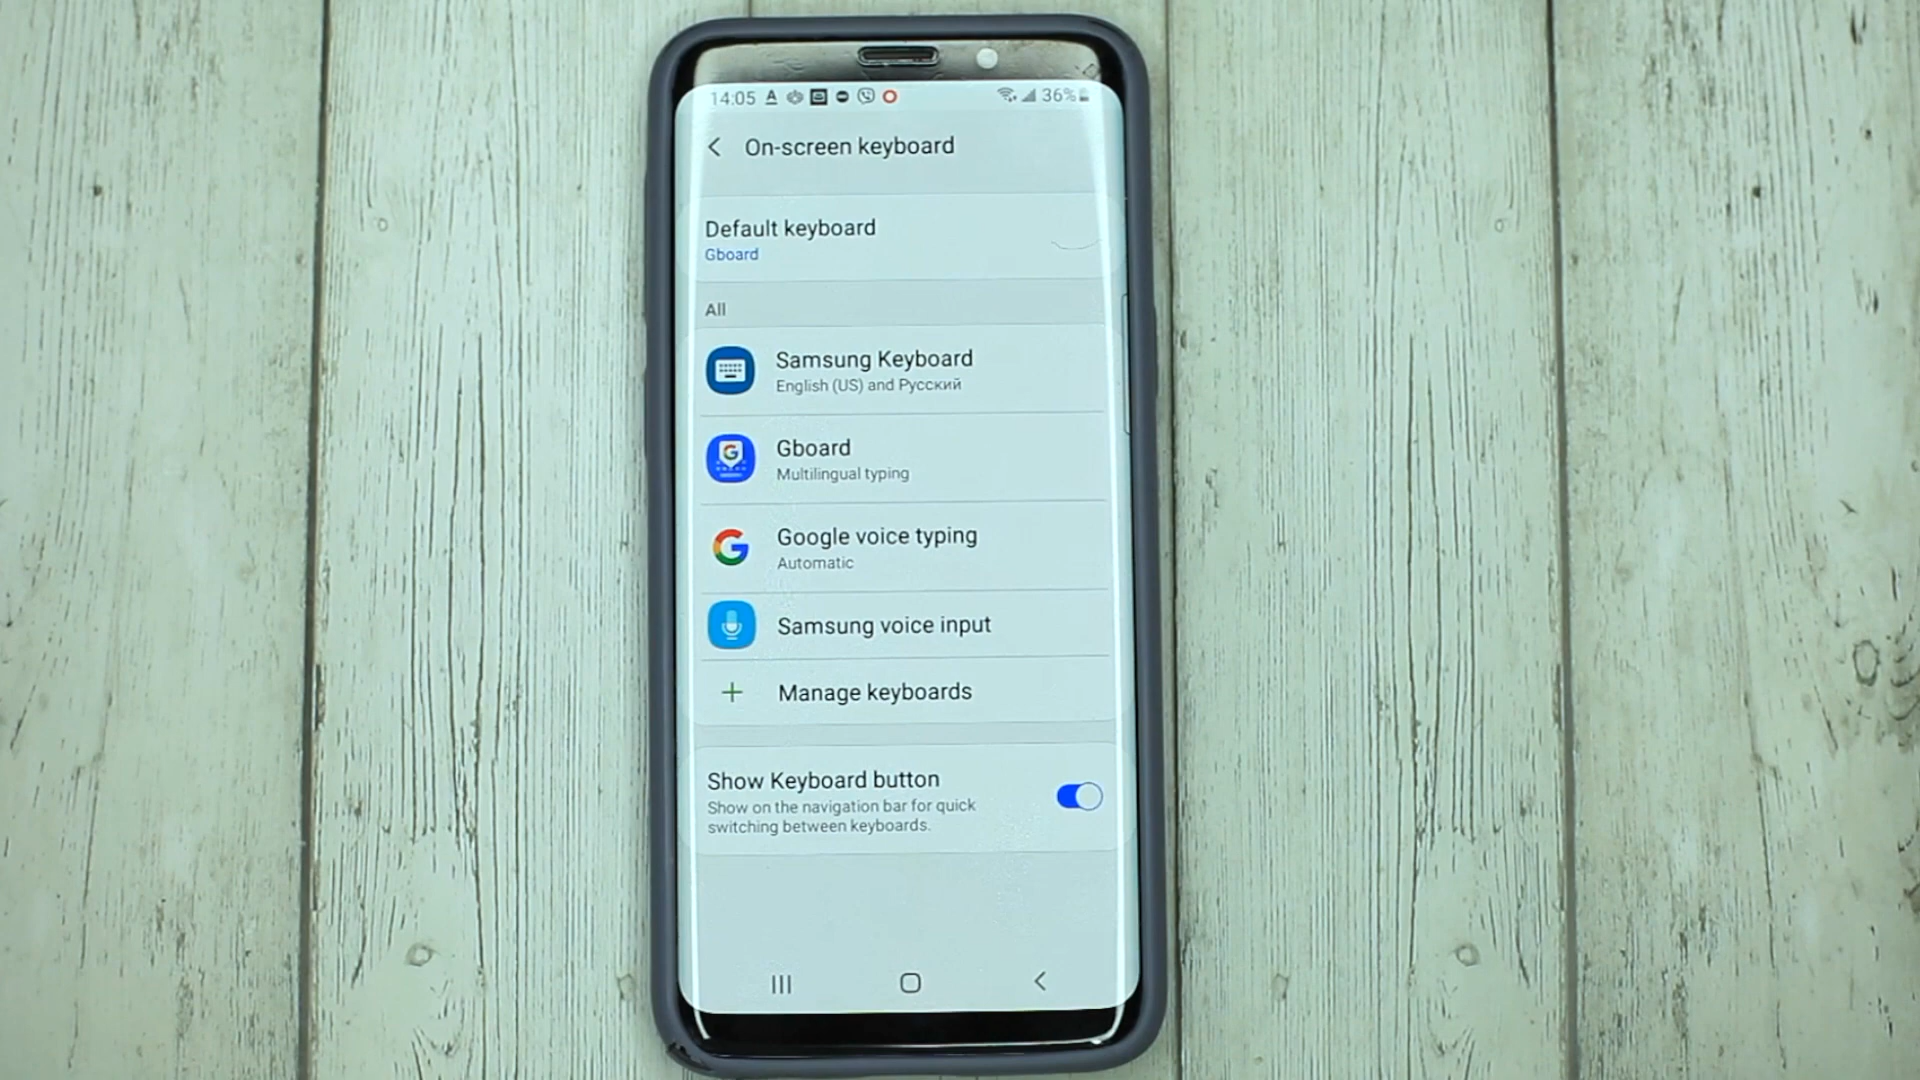 14:05 36%
On-screen keyboard
Default keyboard
Gboard
All
Samsung Keyboard
English (US) and Русский
Gboard
Multilingual typing
Google voice typing
Automatic
Samsung voice input
Manage keyboards
Show Keyboard button
Show on the navigation bar for quick
switching between keyboards.